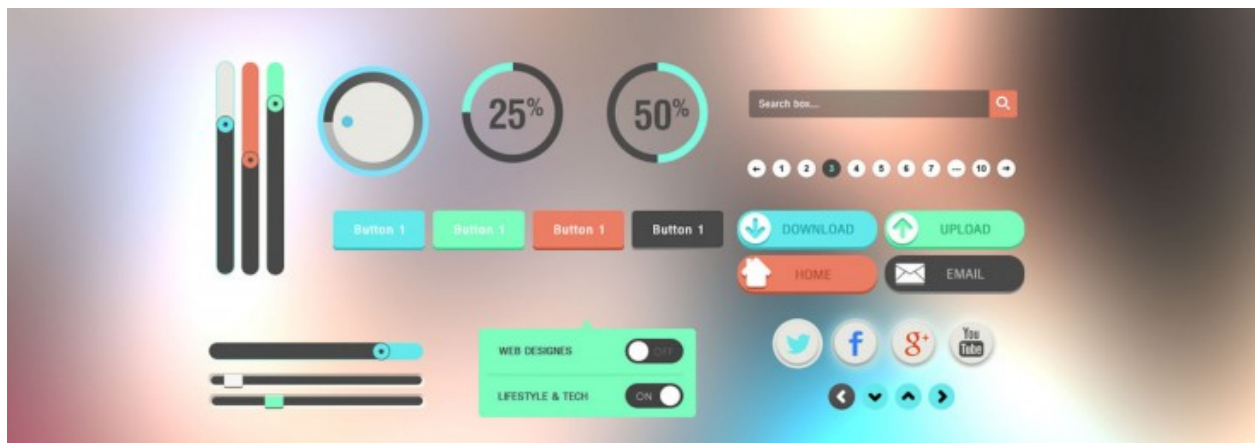 25%
50%
Search box...
1 2 3 4 5 6 7 ... 10
Button 1 Button 1 Button 1 Button 1
DOWNLOAD
UPLOAD
HOME
EMAIL
WEB DESIGNES OFF
LIFESTYLE & TECH ON
f g+ You Tube